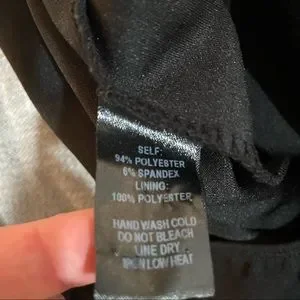 SELF:
94% POLYESTER
6% SPANDEX
LINING:
100% POLYESTER
HAND WASH COLD
DO NOT BLEACH
LINE DRY
IRON LOW HEAT